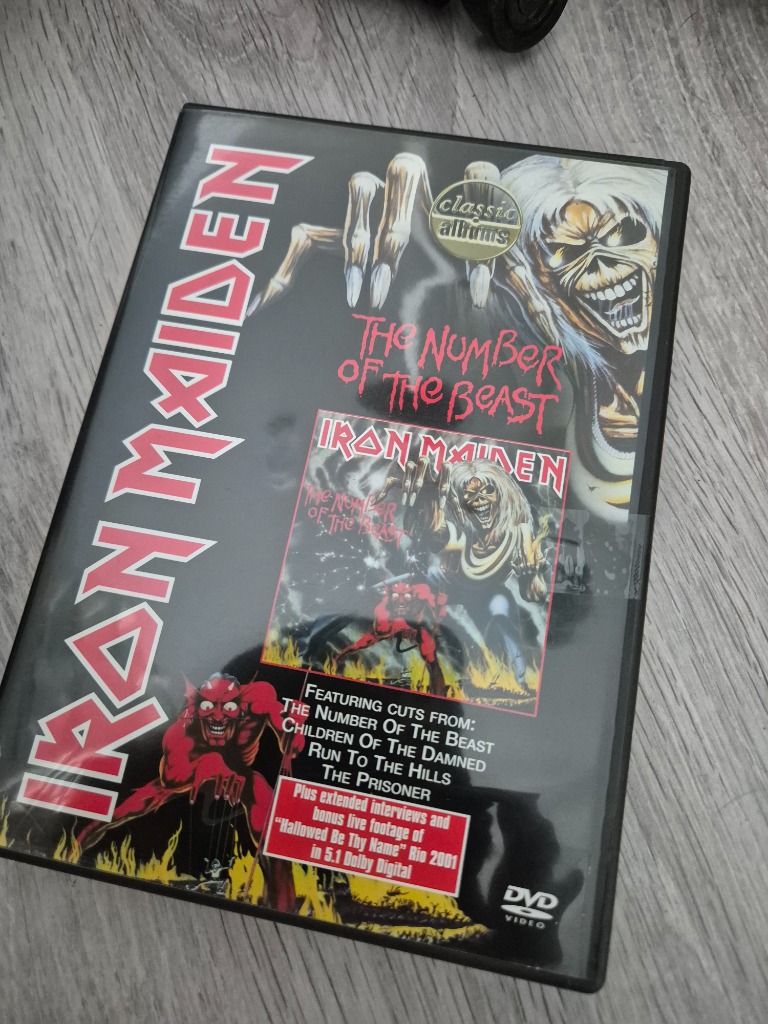 IRON MAIDEN
classic
albums
THE NUMBER
OF THE BEAST
IRON MAIDEN
THE NUMBER
OF THE BEAST
FEATURING CUTS FROM:
THE NUMBER OF THE BEAST
CHILDREN OF THE DAMNED
RUN TO THE HILLS
THE PRISONER
Plus extended interviews and
bonus live footage of
"Hallowed Be Thy Name" Rio 2001
in 5.1 Dolby Digital
DVD
VIDEO